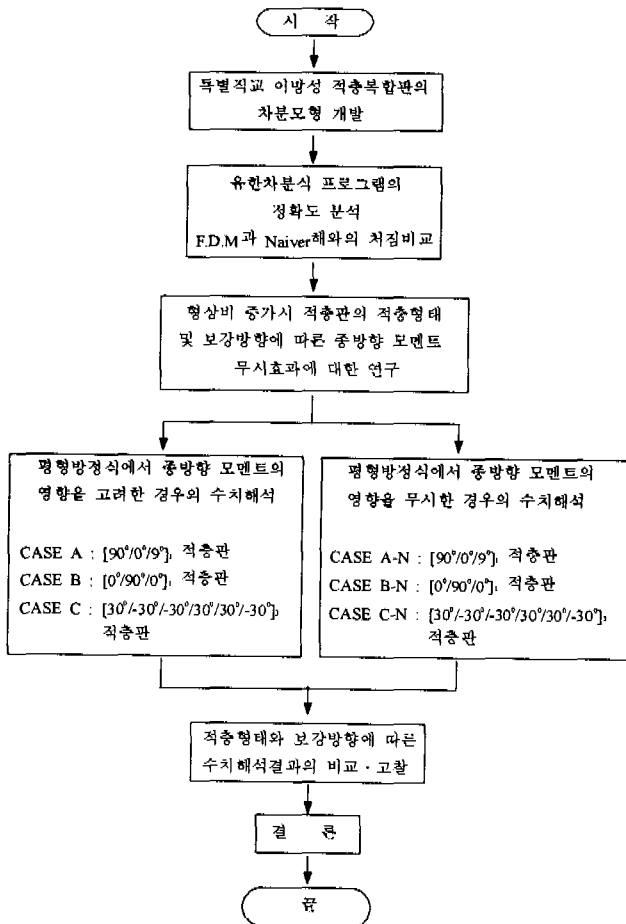 시 작
특별직교 이방성 적층복합판의
차분모형 개발
유한차분식 프로그램의
정확도 분석
F.D.M과 Naiver해와의 처짐비교
형상비 증가시 적층판의 적층형태
및 보강방향에 따른 종방향 모멘트
무시효과에 대한 연구
평형방정식에서 종방향 모멘트의
영향을 고려한 경우의 수치해석
CASE A : [90°/0°/9°]ᵣ 적층판
CASE B : [0°/90°/0°]ᵣ 적층판
CASE C : [30°/-30°/-30°/30°/30°/-30°]ᵣ
적층판
평형방정식에서 종방향 모멘트의
영향을 무시한 경우의 수치해석
CASE A-N : [90°/0°/9°]ᵣ 적층판
CASE B-N : [0°/90°/0°]ᵣ 적층판
CASE C-N : [30°/-30°/-30°/30°/30°/-30°]ᵣ
적층판
적층형태와 보강방향에 따른
수치해석결과의 비교 · 고찰
결 론
끝